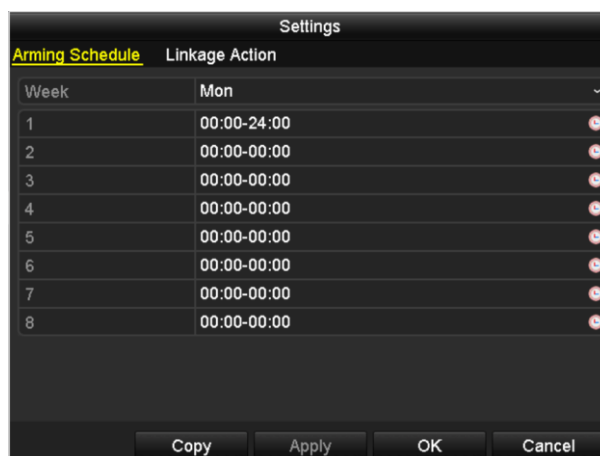 Settings
Arming Schedule Linkage Action
Week Mon
1 00:00-24:00
2 00:00-00:00
3 00:00-00:00
4 00:00-00:00
5 00:00-00:00
6 00:00-00:00
7 00:00-00:00
8 00:00-00:00
Copy Apply OK Cancel